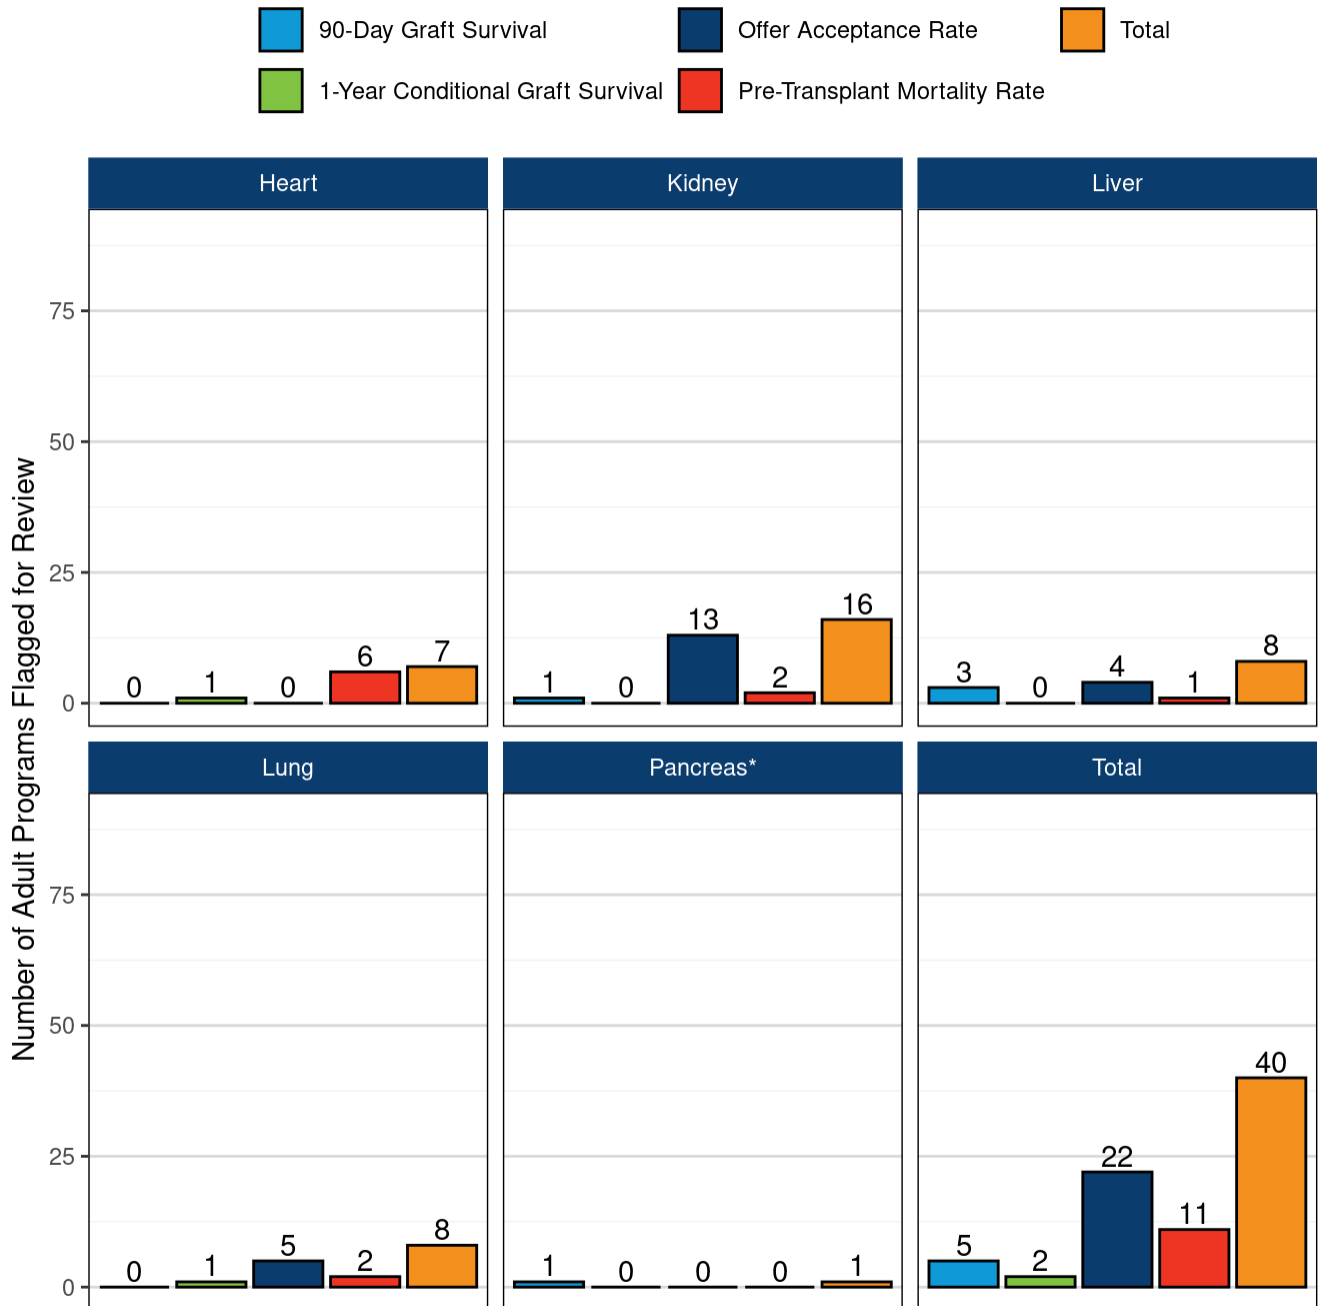 90-Day Graft Survival
Offer Acceptance Rate
Total
1-Year Conditional Graft Survival
Pre-Transplant Mortality Rate
Number of Adult Programs Flagged for Review
Heart
Kidney
Liver
75
50
25
0
0 1 0 6 7
1 0 13 2 16
3 0 4 1 8
Lung
Pancreas*
Total
75
50
25
0
0 1 5 2 8
1 0 0 0 1
5 2 22 11 40